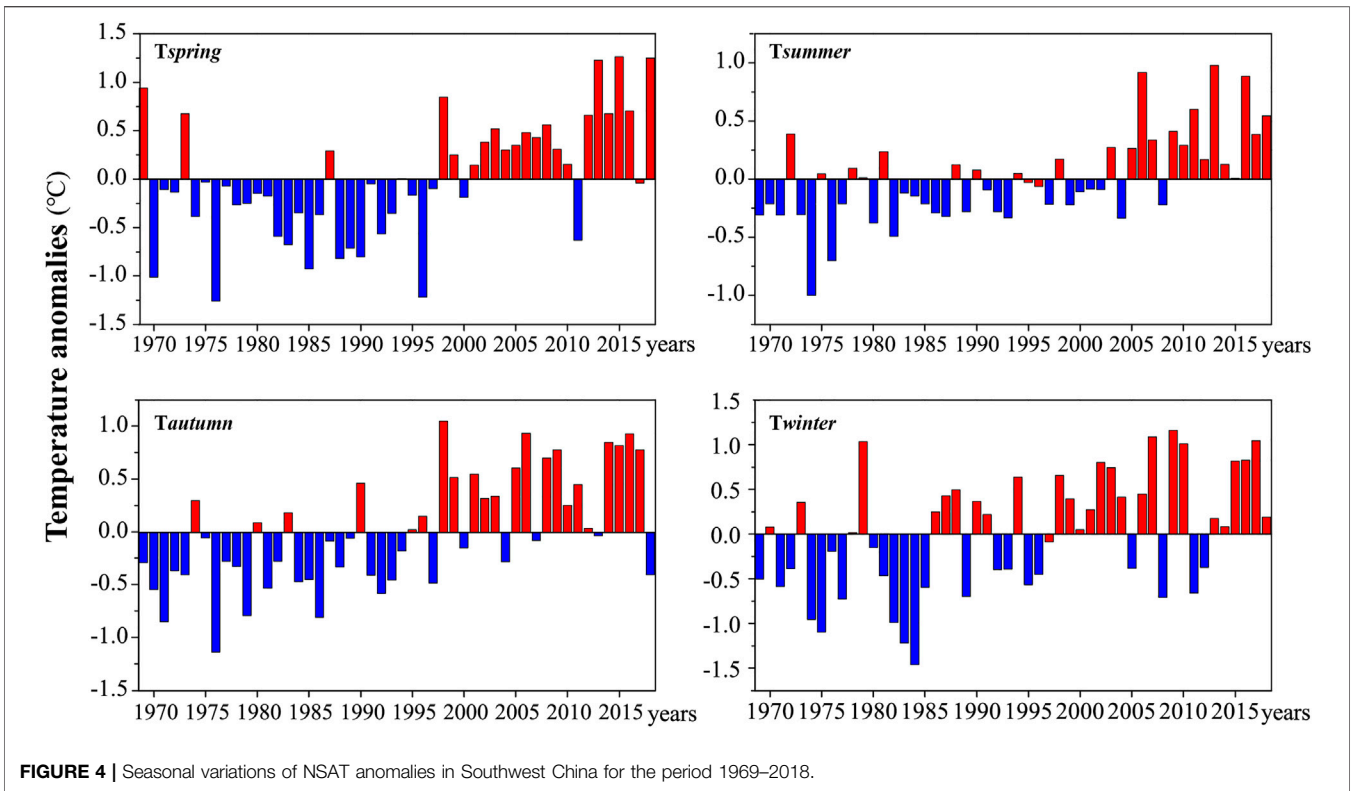 Temperature anomalies (℃)
Tspring
1.5
1.0
0.5
0.0
-0.5
-1.0
-1.5
1970 1975 1980 1985 1990 1995 2000 2005 2010 2015 years
Tsummer
1.0
0.5
0.0
-0.5
-1.0
1970 1975 1980 1985 1990 1995 2000 2005 2010 2015 years
Tautumn
1.0
0.5
0.0
-0.5
-1.0
-1.5
1970 1975 1980 1985 1990 1995 2000 2005 2010 2015 years
Twinter
1.5
1.0
0.5
0.0
-0.5
-1.0
-1.5
1970 1975 1980 1985 1990 1995 2000 2005 2010 2015 years
FIGURE 4 | Seasonal variations of NSAT anomalies in Southwest China for the period 1969–2018.